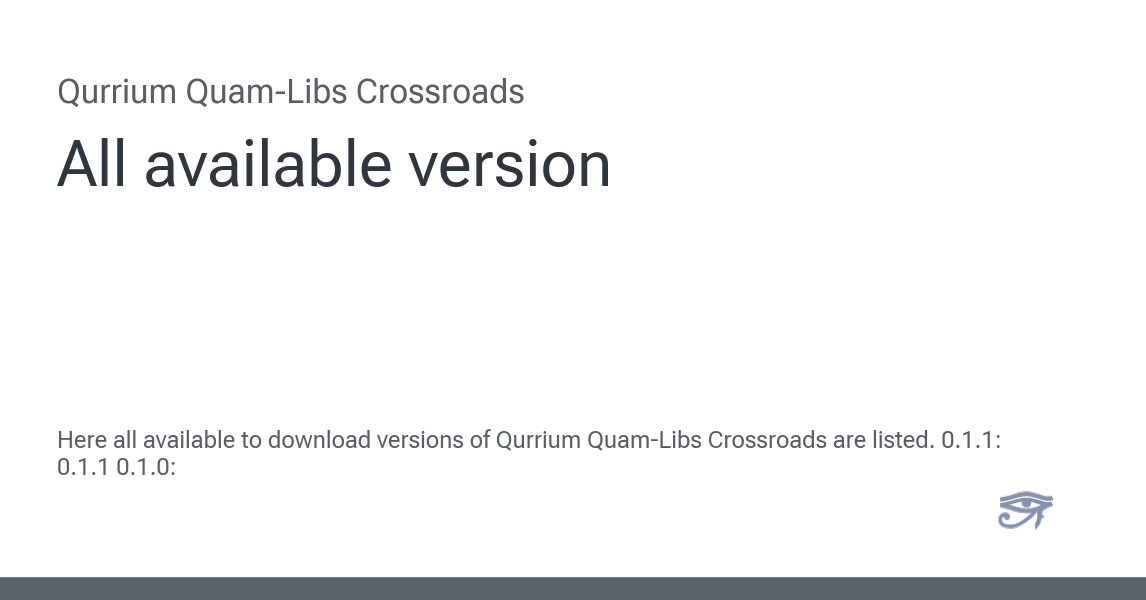 Qurrium Quam-Libs Crossroads
All available version
Here all available to download versions of Qurrium Quam-Libs Crossroads are listed. 0.1.1:
0.1.1 0.1.0: